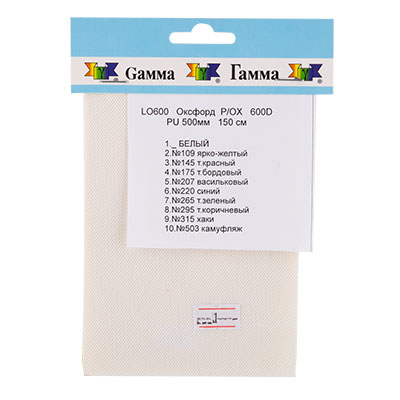 Gamma Гамма
LO600 Оксфорд P/OX 600D
PU 500мм 150 см
1._ БЕЛЫЙ
2.№109 ярко-желтый
3.№145 т.красный
4.№175 т.бордовый
5.№207 васильковый
6.№220 синий
7.№265 т.зеленый
8.№295 т.коричневый
9.№315 хаки
10.№503 камуфляж